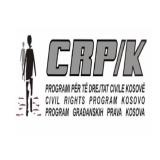 CRP/K
PROGRAMI PËR TË DREJTAT CIVILE KOSOVË
CIVIL RIGHTS PROGRAM KOSOVO
PROGRAM GRAĐANSKIH PRAVA KOSOVA